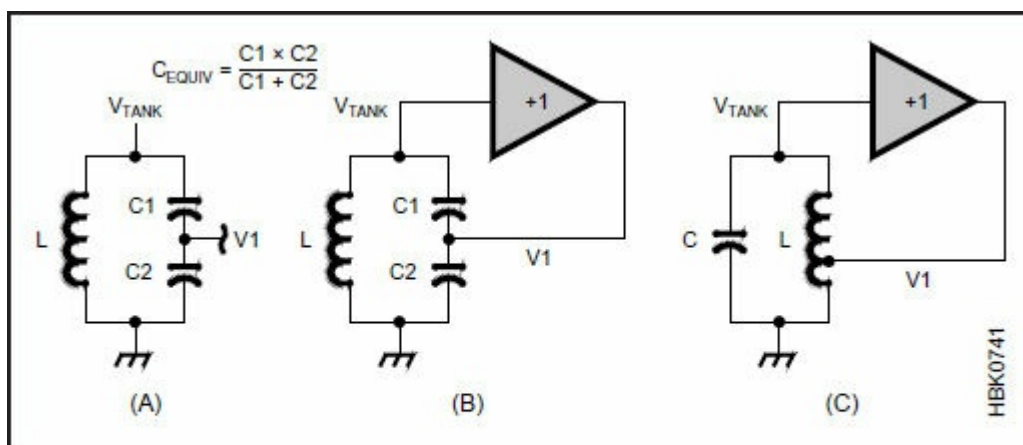 C_EQUIV = C1 × C2 / C1 + C2
V_TANK
L
C1
C2
V1
(A)
V_TANK
+1
L
C1
C2
V1
(B)
V_TANK
+1
C
L
V1
(C)
HBK0741